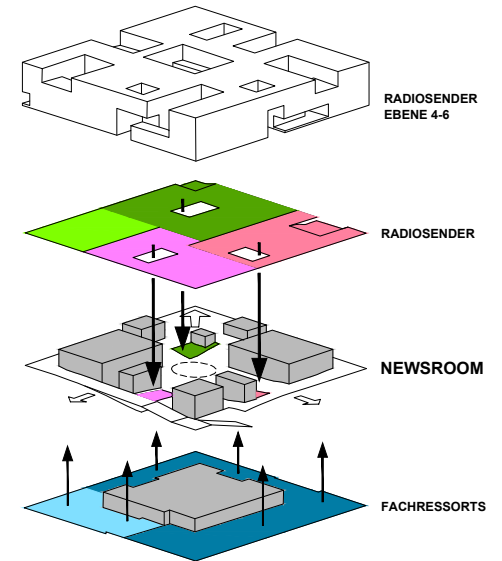 RADIOSENDER
EBENE 4-6
RADIOSENDER
NEWSROOM
FACHRESSORTS